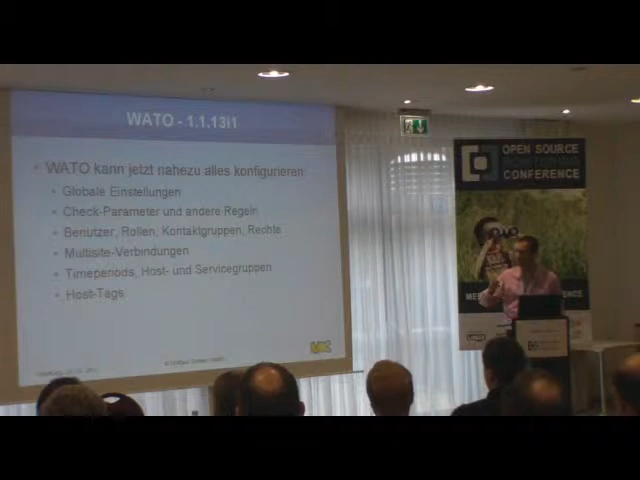 WATO - 1.1.13i1
WATO kann jetzt nahezu alles konfigurieren:
Globale Einstellungen
Check-Parameter und andere Regeln
Benutzer, Rollen, Kontaktgruppen, Rechte
Multisite-Verbindungen
Timeperiods, Host- und Servicegruppen
Host-Tags
OPEN SOURCE
MONITORING
CONFERENCE